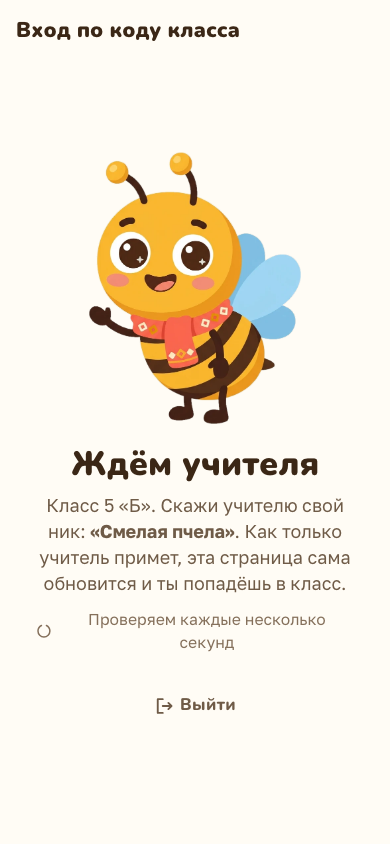 Вход по коду класса
Ждём учителя
Класс 5 «Б». Скажи учителю свой
ник: «Смелая пчела». Как только
учитель примет, эта страница сама
обновится и ты попадёшь в класс.
Проверяем каждые несколько
секунд
Выйти